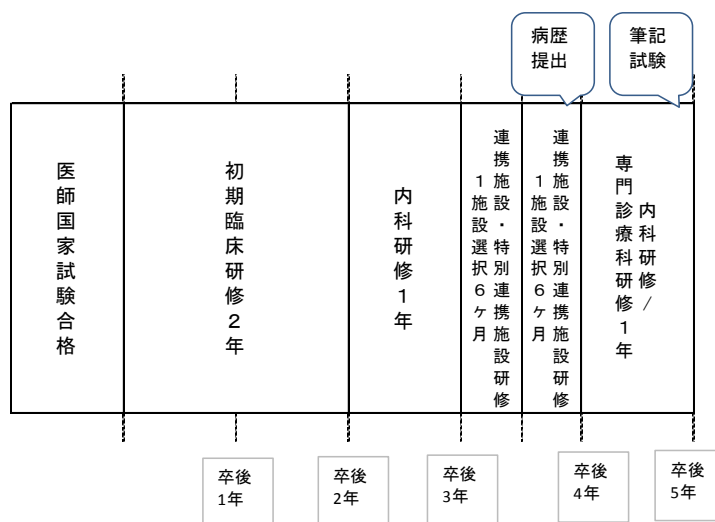 病歴
提出
筆記
試験
医師国家試験合格
初期臨床研修2年
内科研修1年
連携施設・特別連携施設研修
1施設選択6ヶ月
連携施設・特別連携施設研修
1施設選択6ヶ月
内科研修/
専門診療科研修1年
卒後
1年
卒後
2年
卒後
3年
卒後
4年
卒後
5年